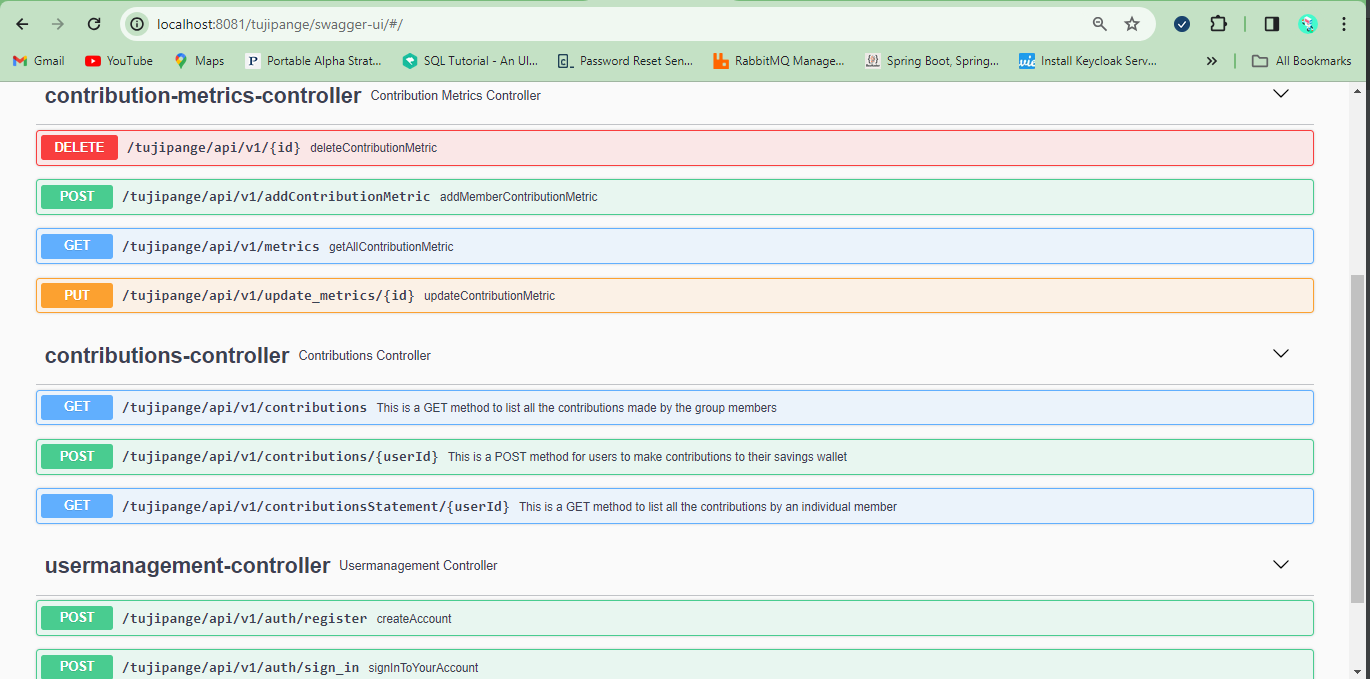 localhost:8081/tujipange/swagger-ui/#/
Gmail YouTube Maps Portable Alpha Strat... SQL Tutorial - An UI... Password Reset Sen... RabbitMQ Manage... Spring Boot, Spring... Install Keycloak Serv... » All Bookmarks
contribution-metrics-controller Contribution Metrics Controller
DELETE /tujipange/api/v1/{id} deleteContributionMetric
POST /tujipange/api/v1/addContributionMetric addMemberContributionMetric
GET /tujipange/api/v1/metrics getAllContributionMetric
PUT /tujipange/api/v1/update_metrics/{id} updateContributionMetric
contributions-controller Contributions Controller
GET /tujipange/api/v1/contributions This is a GET method to list all the contributions made by the group members
POST /tujipange/api/v1/contributions/{userId} This is a POST method for users to make contributions to their savings wallet
GET /tujipange/api/v1/contributionsStatement/{userId} This is a GET method to list all the contributions by an individual member
usermanagement-controller Usermanagement Controller
POST /tujipange/api/v1/auth/register createAccount
POST /tujipange/api/v1/auth/sign_in signInToYourAccount